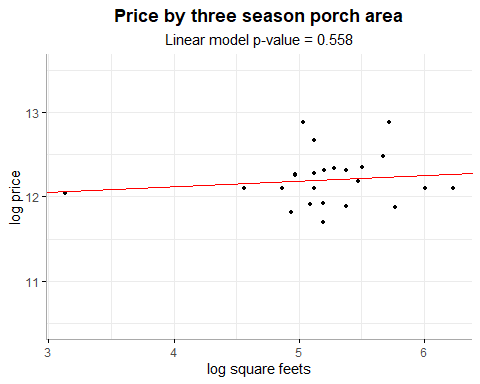 Price by three season porch area
Linear model p-value = 0.558
log price
13
12
11
3
4
5
6
log square feets